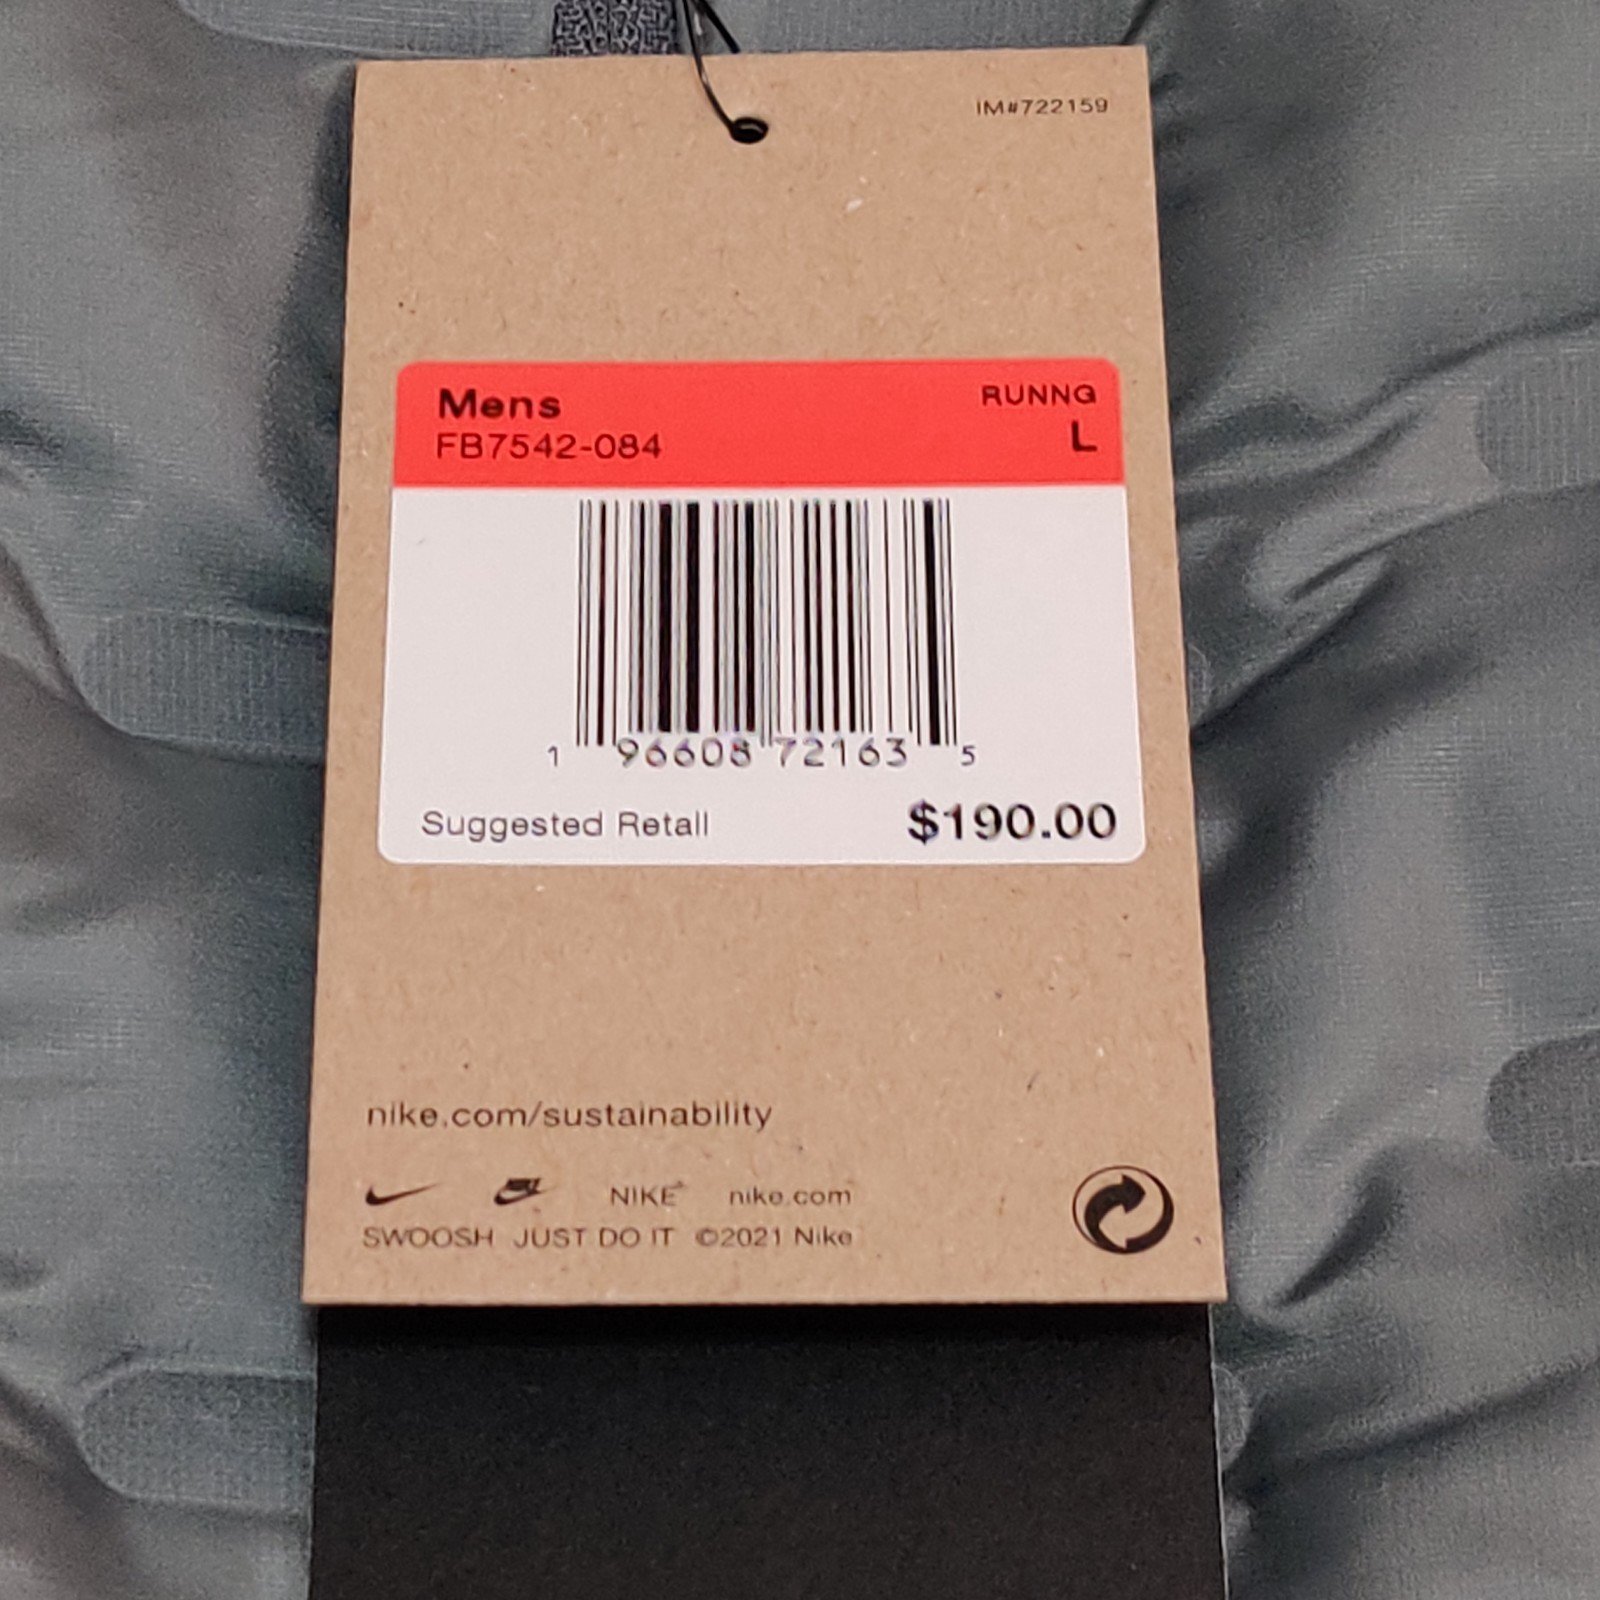 IM#722159
Mens RUNNG
FB7542-084 L
1 96608 72163 5
Suggested Retail $190.00
nike.com/sustainability
NIKE nike.com
SWOOSH JUST DO IT ©2021 Nike